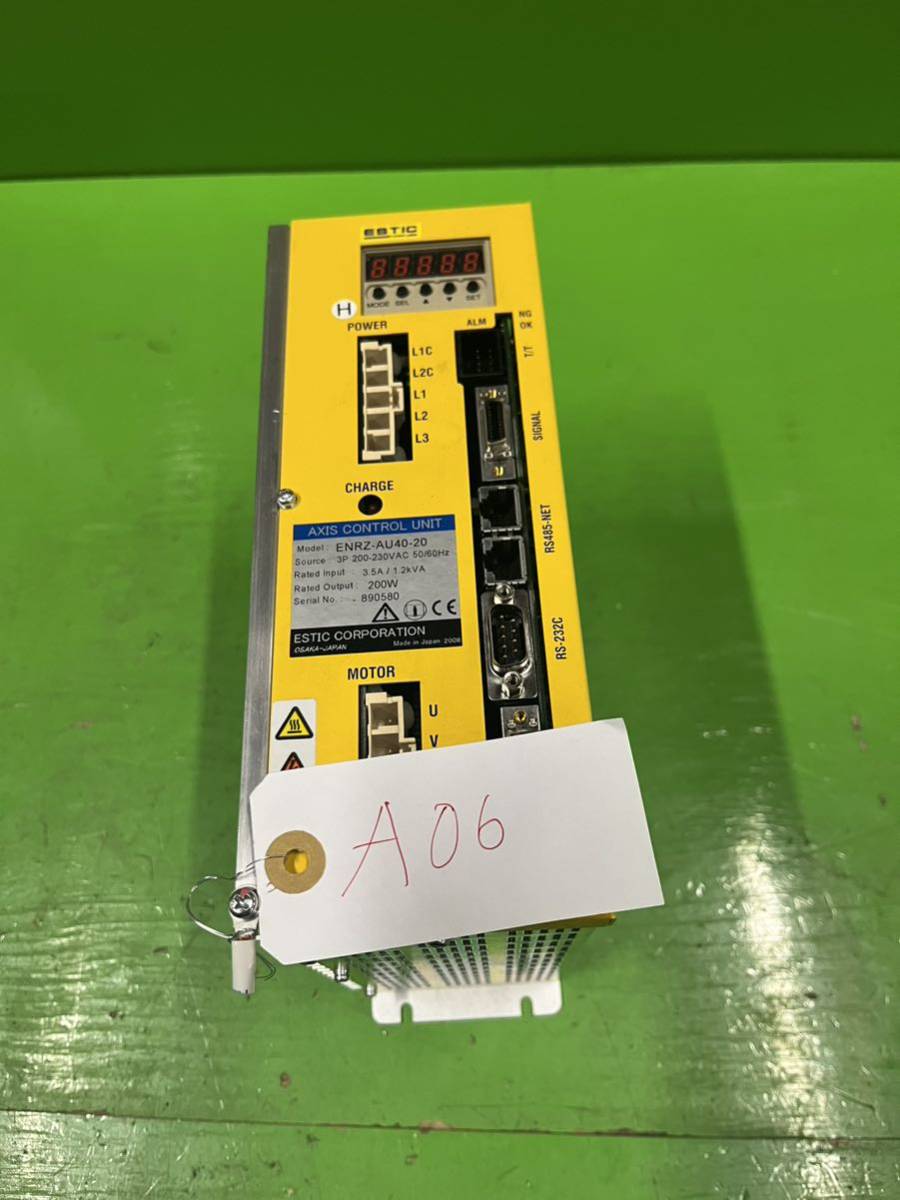 ESTIC
88888
MODE SEL ▲ ▼ SET
H
POWER
ALM
NG
OK
T/T
L1C
L2C
L1
L2
L3
SIGNAL
CHARGE
RS485-NET
AXIS CONTROL UNIT
Model : ENRZ-AU40-20
Source : 3P 200-230VAC 50/60Hz
Rated Input : 3.5A / 1.2kVA
Rated Output : 200W
Serial No. : 890580
CE
ESTIC CORPORATION
OSAKA-JAPAN Made in Japan 2008
RS-232C
MOTOR
U
V
A06